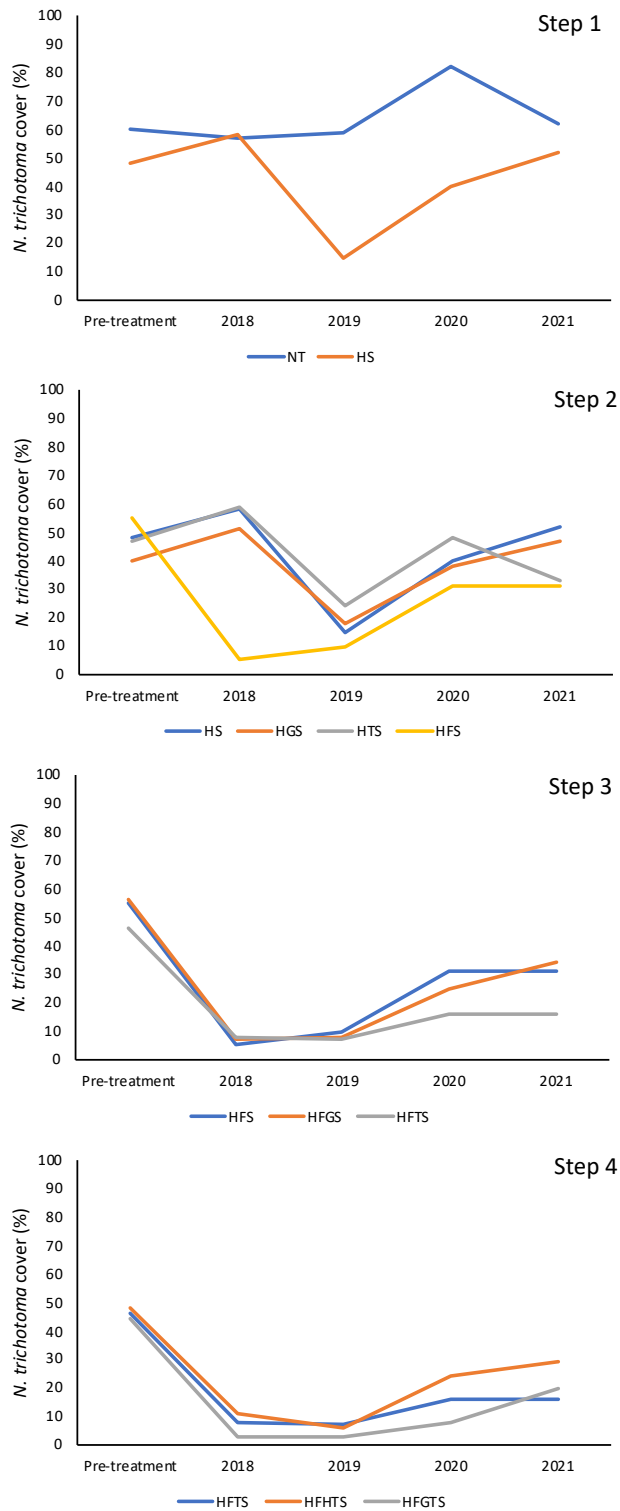 Step 1
N. trichotoma cover (%)
100
90
80
70
60
50
40
30
20
10
0
Pre-treatment 2018 2019 2020 2021
NT HS
Step 2
N. trichotoma cover (%)
100
90
80
70
60
50
40
30
20
10
0
Pre-treatment 2018 2019 2020 2021
HS HGS HTS HFS
Step 3
N. trichotoma cover (%)
100
90
80
70
60
50
40
30
20
10
0
Pre-treatment 2018 2019 2020 2021
HFS HFGS HFTS
Step 4
N. trichotoma cover (%)
100
90
80
70
60
50
40
30
20
10
0
Pre-treatment 2018 2019 2020 2021
HFTS HFHTS HFGTS